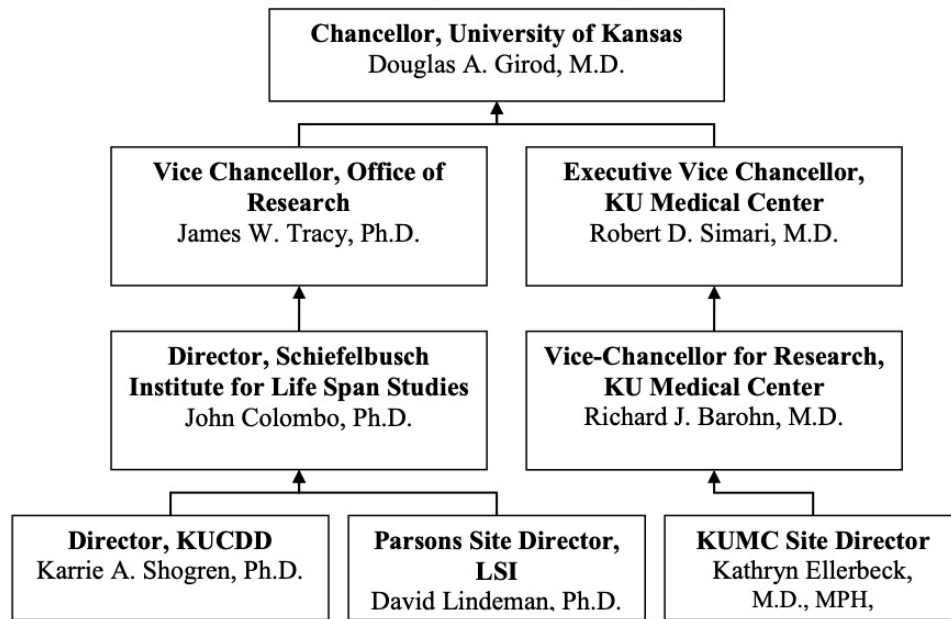 Chancellor, University of Kansas
Douglas A. Girod, M.D.
Vice Chancellor, Office of
Research
James W. Tracy, Ph.D.
Executive Vice Chancellor,
KU Medical Center
Robert D. Simari, M.D.
Director, Schiefelbusch
Institute for Life Span Studies
John Colombo, Ph.D.
Vice-Chancellor for Research,
KU Medical Center
Richard J. Barohn, M.D.
Director, KUCDD
Karrie A. Shogren, Ph.D.
Parsons Site Director,
LSI
David Lindeman, Ph.D.
KUMC Site Director
Kathryn Ellerbeck,
M.D., MPH,